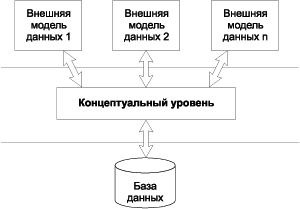 Внешняя
модель
данных 1
Внешняя
модель
данных 2
Внешняя
модель
данных n
Концептуальный уровень
База
данных